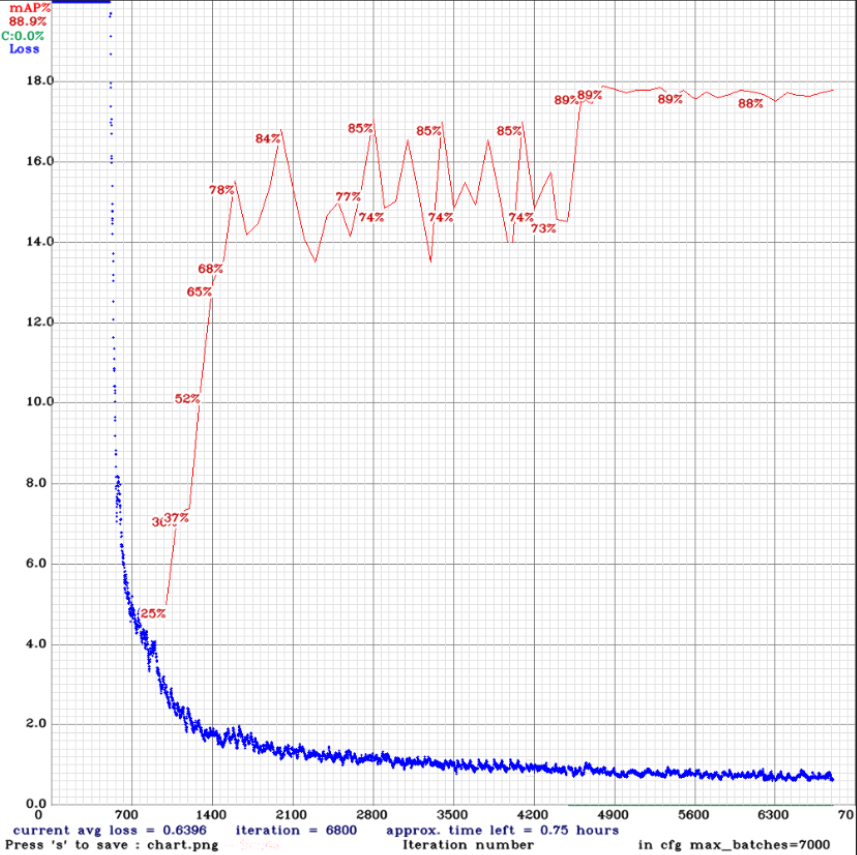 mAP%
88.9%
C:0.0%
Loss
18.0
89% 89% 89% 88%
84% 85% 85% 85%
16.0
78% 77%
74% 74% 74% 73%
14.0
68%
65%
12.0
52%
10.0
8.0
37%
6.0
25%
4.0
2.0
0.0
0 700 1400 2100 2800 3500 4200 4900 5600 6300 70
current avg loss = 0.6396 iteration = 6800 approx. time left = 0.75 hours
Press 's' to save : chart.png Iteration number in cfg max_batches=7000